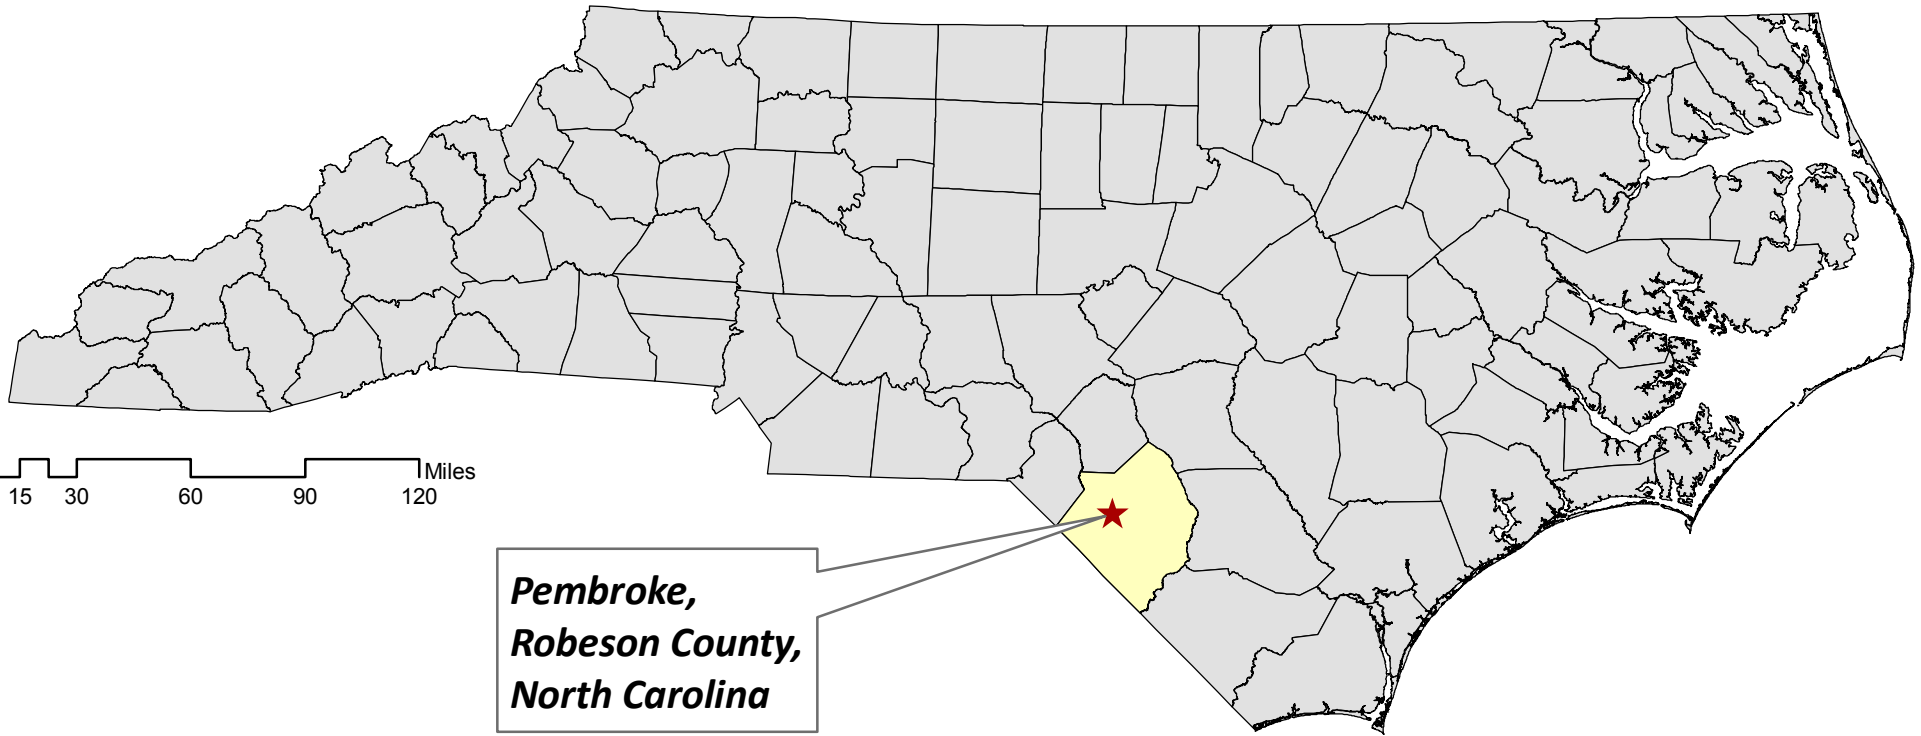 Miles
15 30 60 90 120
Pembroke,
Robeson County,
North Carolina